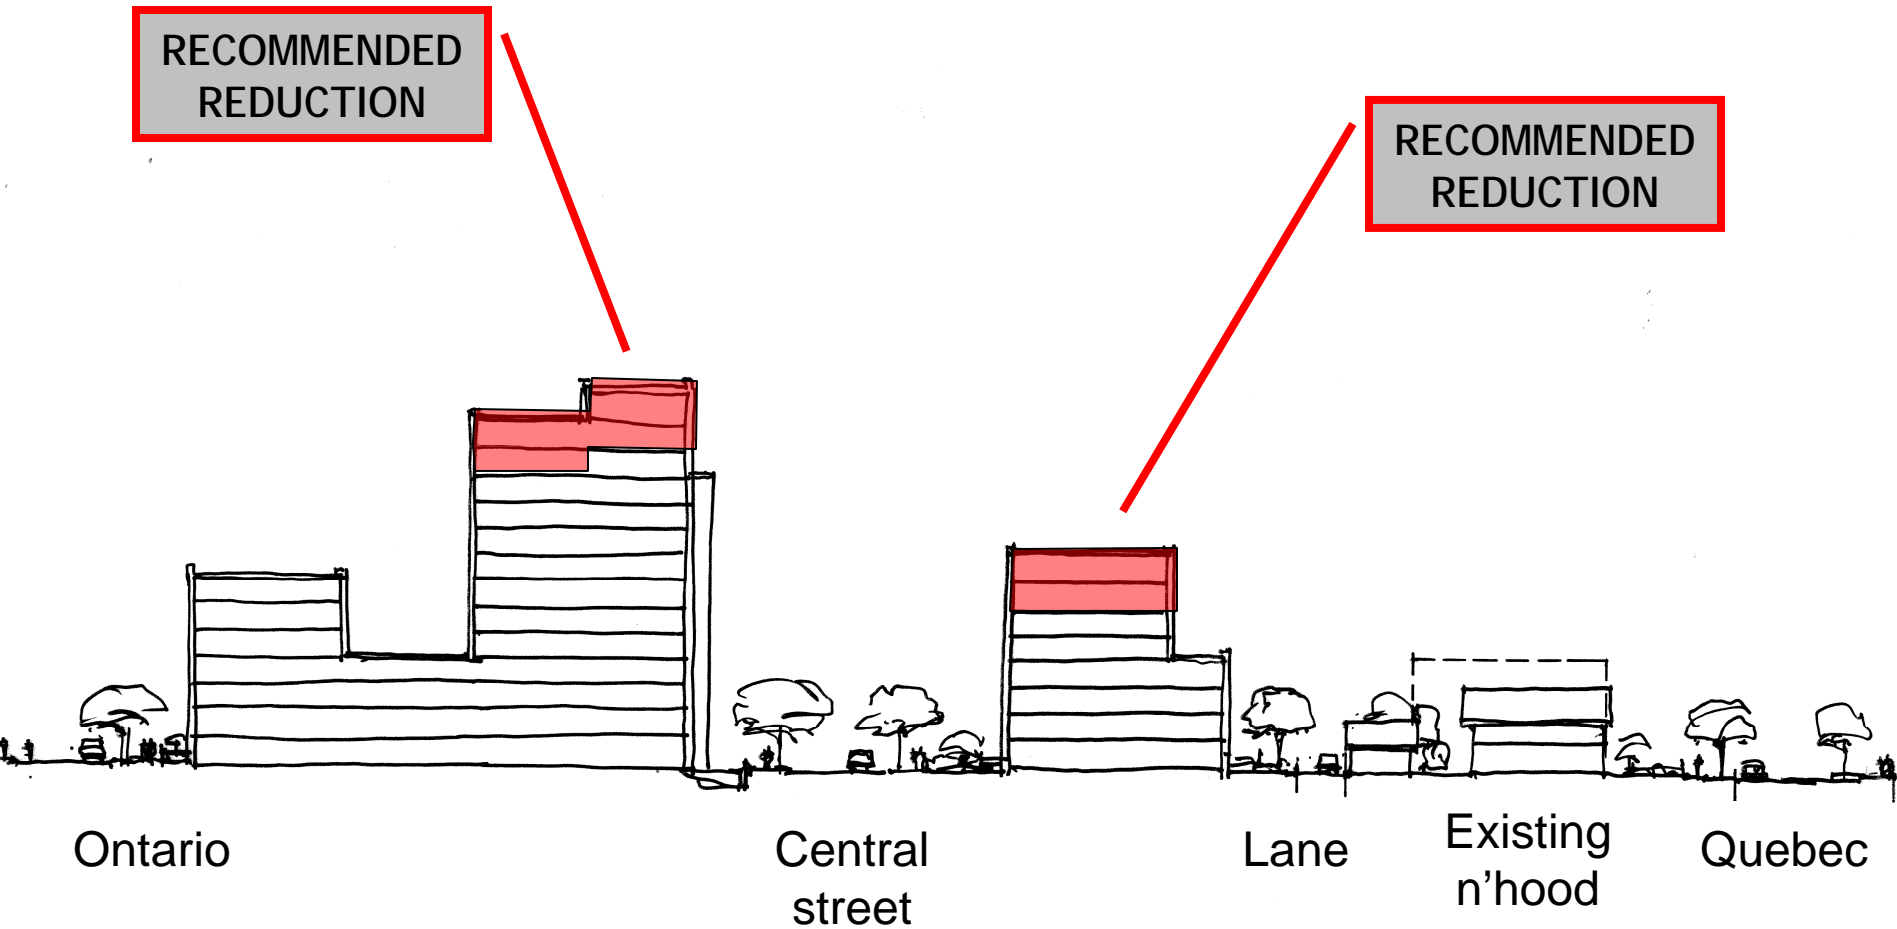 RECOMMENDED
REDUCTION
RECOMMENDED
REDUCTION
Ontario
Central
street
Lane
Existing
n’hood
Quebec